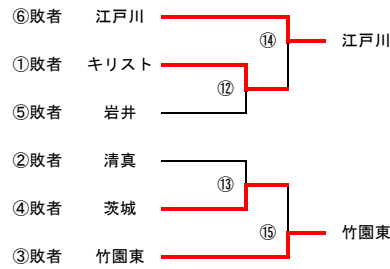 ⑥敗者 江戸川
⑭ 江戸川
①敗者 キリスト
⑫
⑤敗者 岩井
②敗者 清真
⑬
④敗者 茨城
⑮ 竹園東
③敗者 竹園東